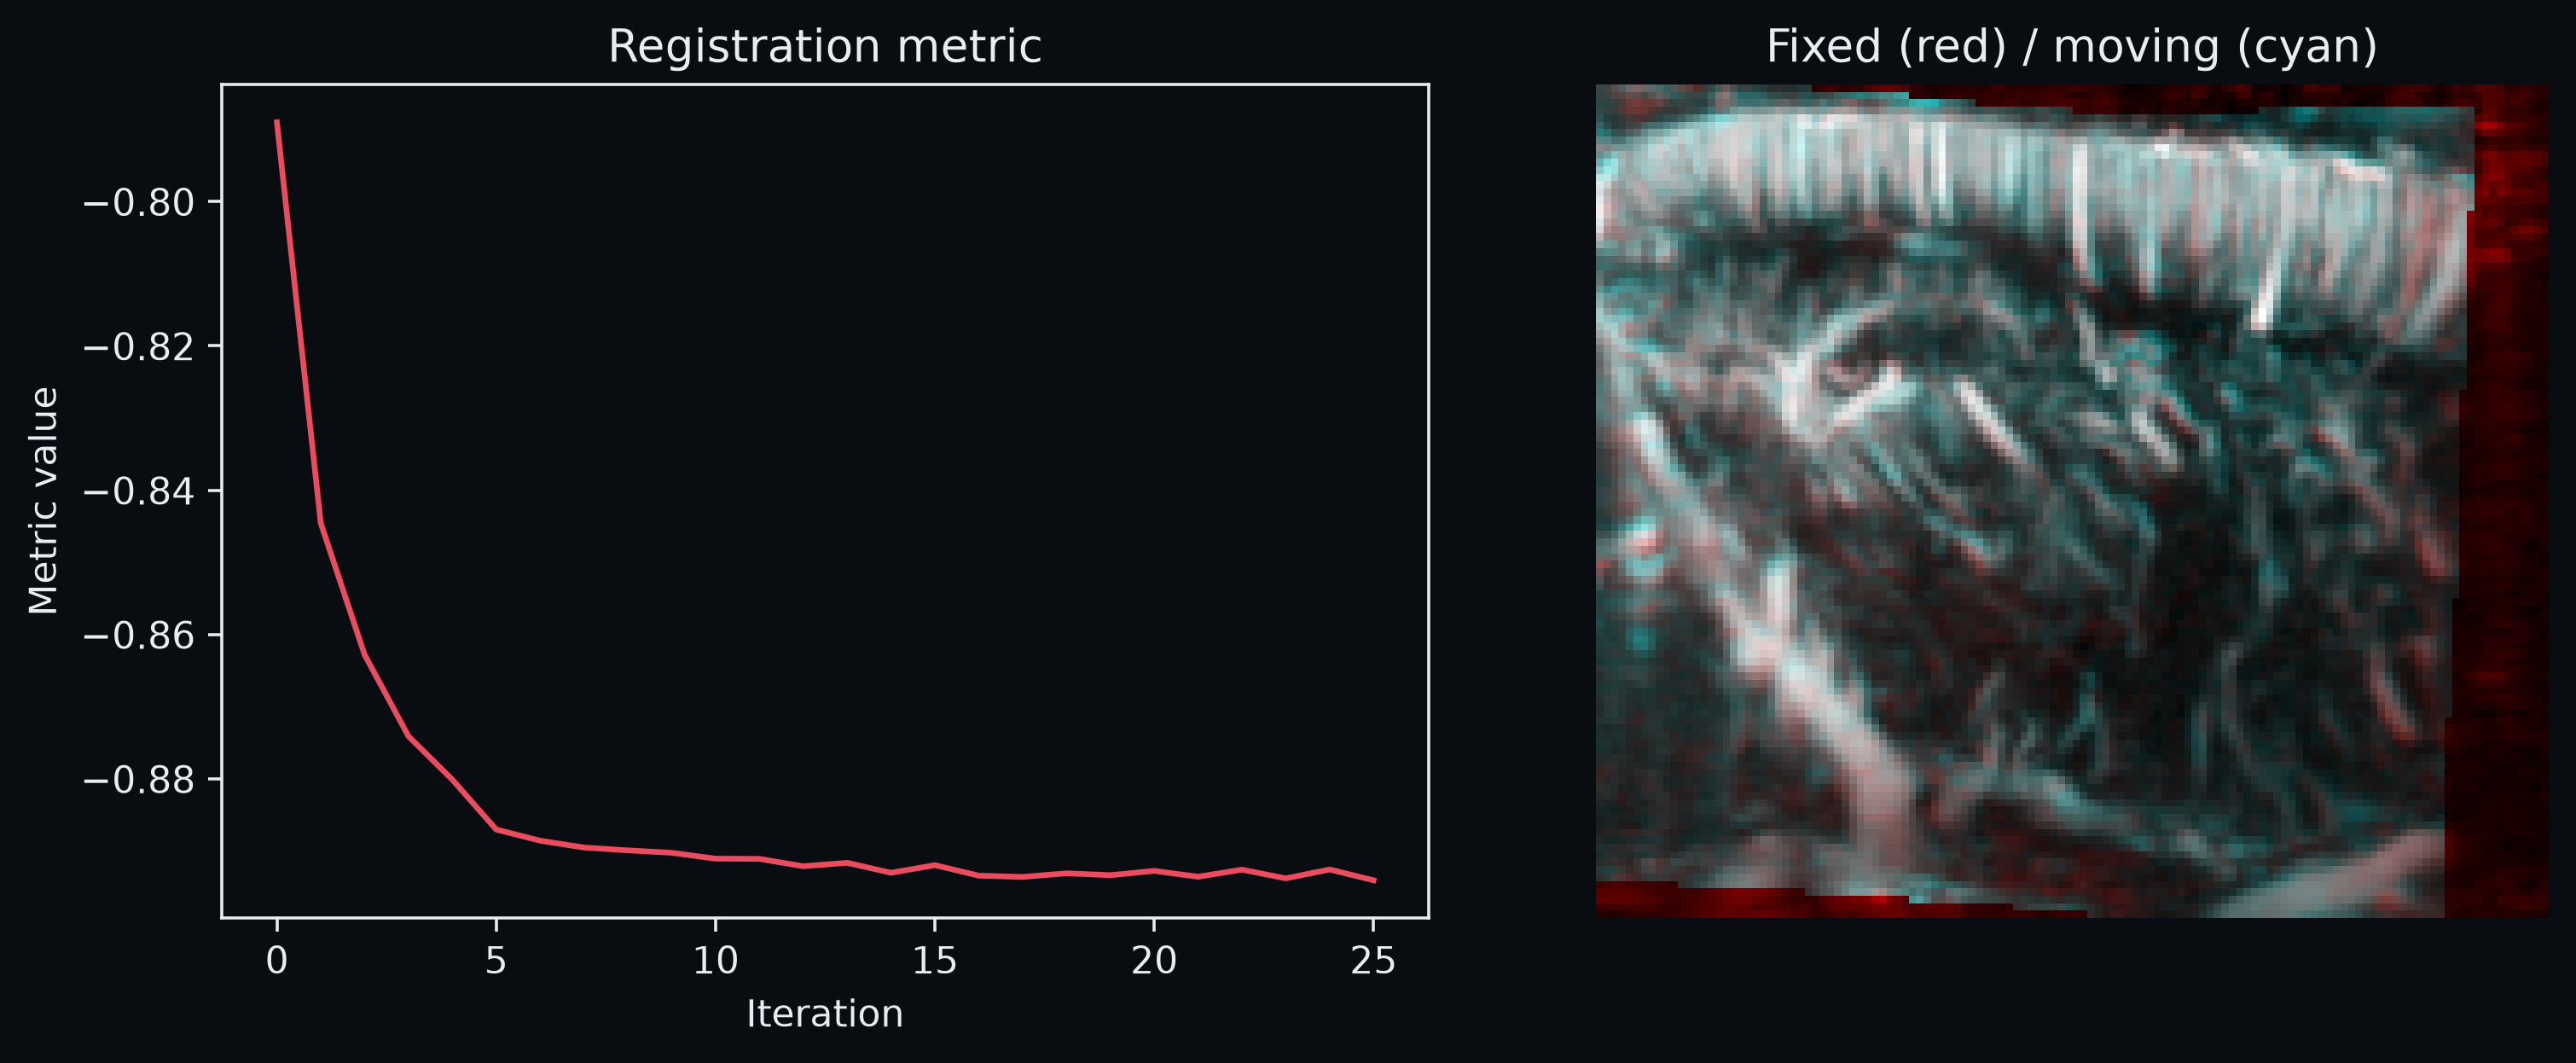 Registration metric
Metric value
−0.80
−0.82
−0.84
−0.86
−0.88
0 5 10 15 20 25
Iteration
Fixed (red) / moving (cyan)